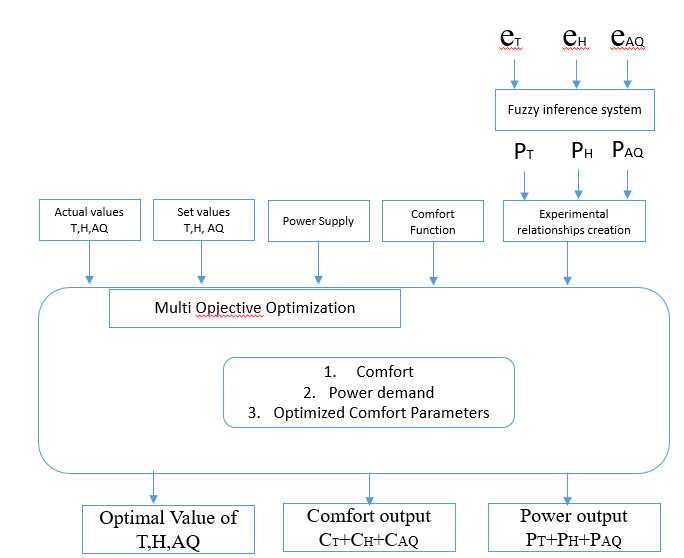 eT eH eAQ
Fuzzy inference system
PT PH PAQ
Actual values
T,H,AQ
Set values
T,H, AQ
Power Supply
Comfort
Function
Experimental
relationships creation
Multi Opjective Optimization
1. Comfort
2. Power demand
3. Optimized Comfort Parameters
Optimal Value of
T,H,AQ
Comfort output
CT+CH+CAQ
Power output
PT+PH+PAQ